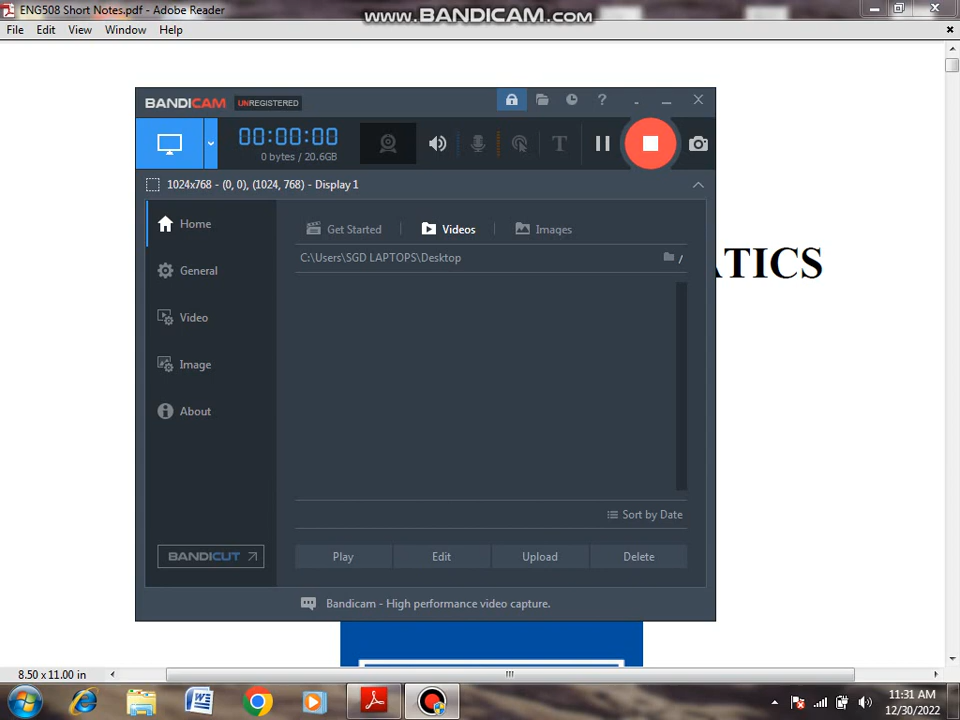 ENG508 Short Notes.pdf - Adobe Reader
www.BANDICAM.com
File Edit View Window Help
BANDICAM UNREGISTERED
00:00:00
0 bytes / 20.6GB
1024x768 - (0, 0), (1024, 768) - Display 1
Home
Get Started Videos Images
C:\Users\SGD LAPTOPS\Desktop
ATICS
General
Video
Image
About
Sort by Date
BANDICUT
Play Edit Upload Delete
Bandicam - High performance video capture.
8.50 x 11.00 in
11:31 AM
12/30/2022